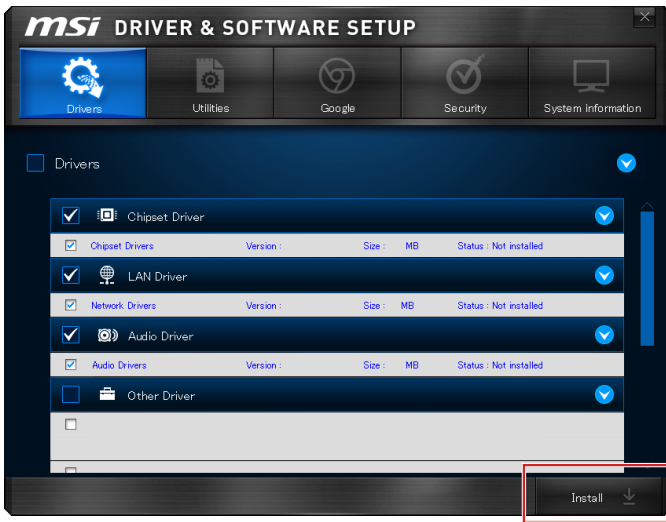 msi DRIVER & SOFTWARE SETUP
Drivers Utilities Google Security System information
Drivers
Chipset Driver
Chipset Drivers Version : Size : MB Status : Not installed
LAN Driver
Network Drivers Version : Size : MB Status : Not installed
Audio Driver
Audio Drivers Version : Size : MB Status : Not installed
Other Driver
Install